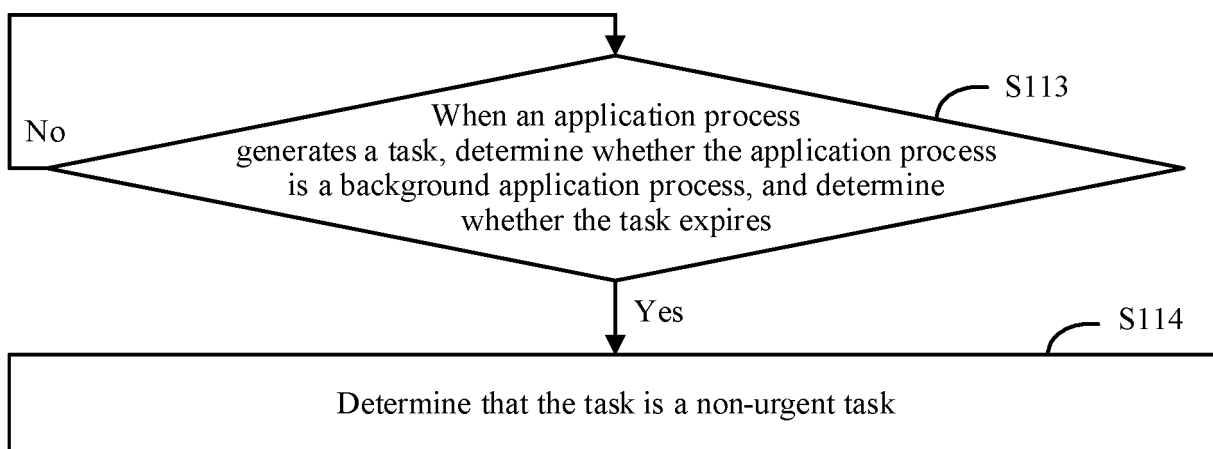 S113
When an application process
generates a task, determine whether the application process
is a background application process, and determine
whether the task expires
No
Yes
S114
Determine that the task is a non-urgent task